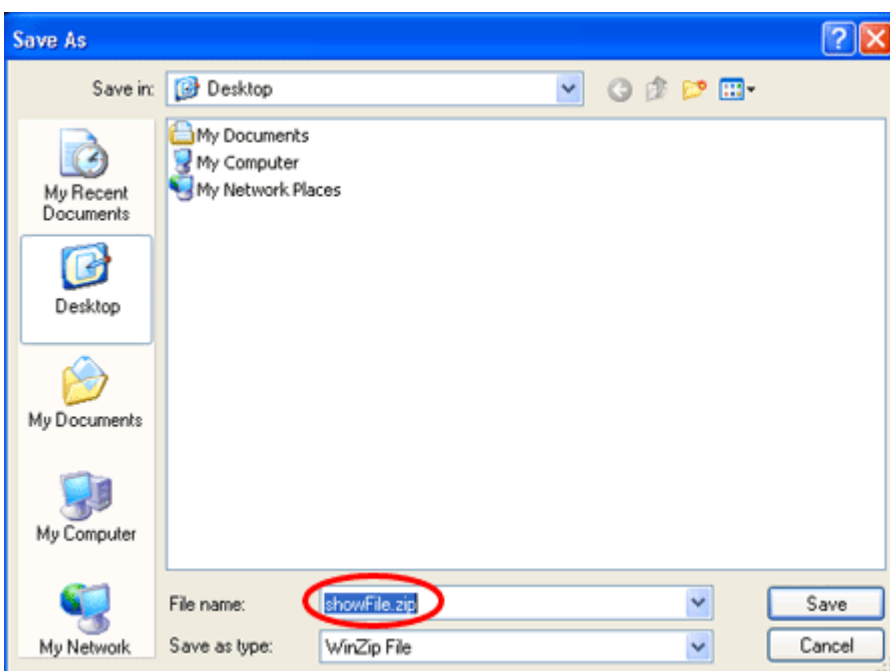 Save As
Save in: Desktop
My Documents
My Computer
My Network Places
My Recent
Documents
Desktop
My Documents
My Computer
My Network
File name: showFile.zip Save
Save as type: WinZip File Cancel